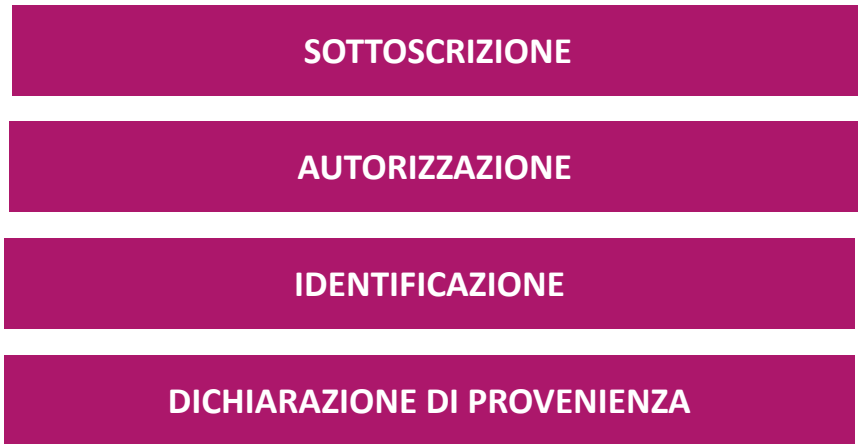 SOTTOSCRIZIONE
AUTORIZZAZIONE
IDENTIFICAZIONE
DICHIARAZIONE DI PROVENIENZA